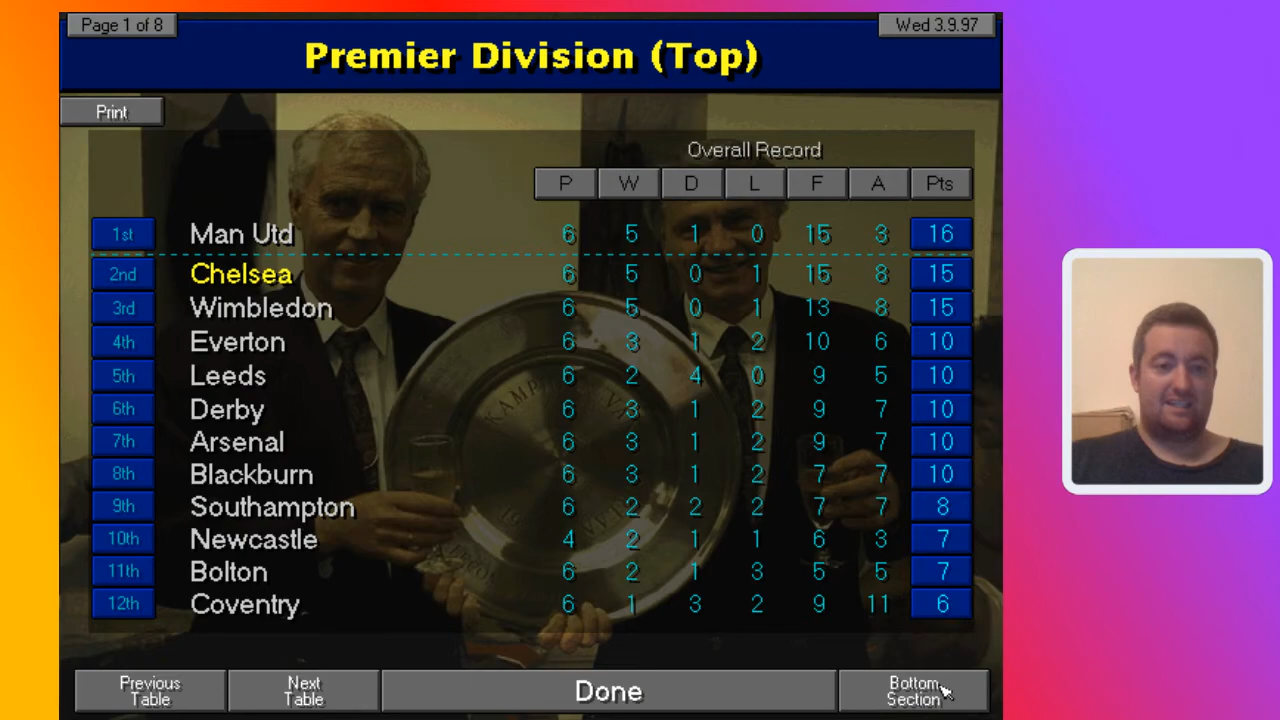 Page 1 of 8
Wed 3.9.97
Premier Division (Top)
Print
Overall Record
P W D L F A Pts
1st Man Utd 6 5 1 0 15 3 16
2nd Chelsea 6 5 0 1 15 8 15
3rd Wimbledon 6 5 0 1 13 8 15
4th Everton 6 3 1 2 10 6 10
5th Leeds 6 2 4 0 9 5 10
6th Derby 6 3 1 2 9 7 10
7th Arsenal 6 3 1 2 9 7 10
8th Blackburn 6 3 1 2 7 7 10
9th Southampton 6 2 2 2 7 7 8
10th Newcastle 4 2 1 1 6 3 7
11th Bolton 6 2 1 3 5 5 7
12th Coventry 6 1 3 2 9 11 6
Previous Table
Next Table
Done
Bottom Section